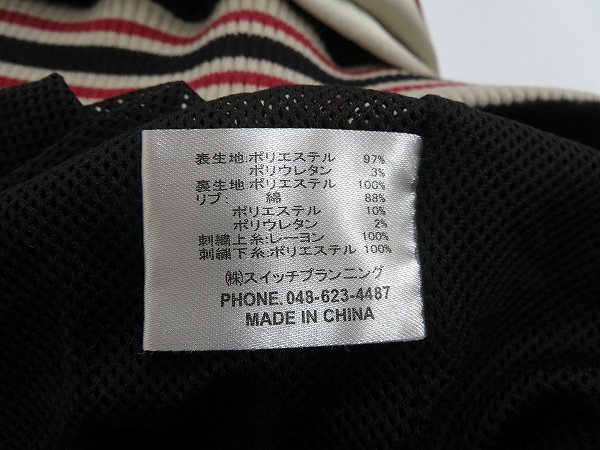 表生地:ポリエステル 97%
ポリウレタン 3%
裏生地:ポリエステル 100%
リブ: 綿 88%
ポリエステル 10%
ポリウレタン 2%
刺繍上糸:レーヨン 100%
刺繍下糸:ポリエステル 100%
㈱スイッチプランニング
PHONE. 048-623-4487
MADE IN CHINA